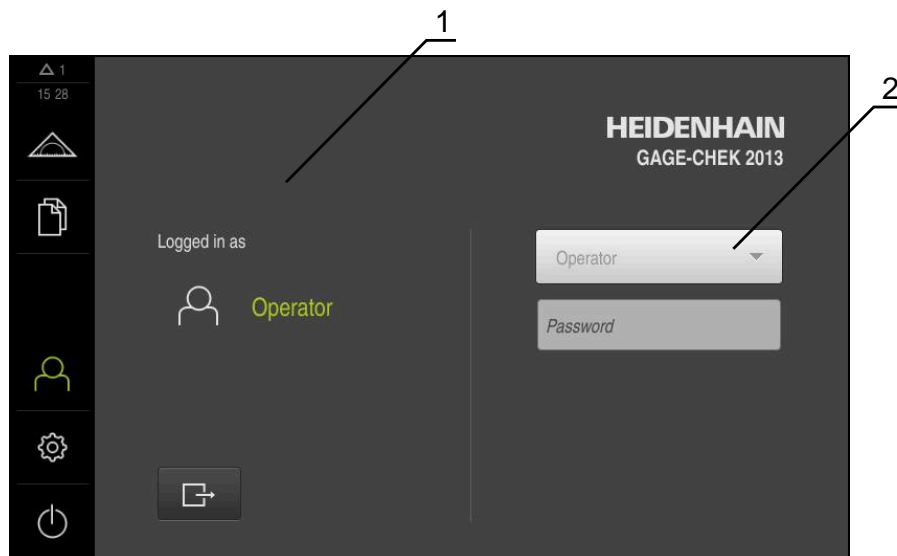 1
2
1
15 28
HEIDENHAIN
GAGE-CHEK 2013
Logged in as
Operator
Operator
Password